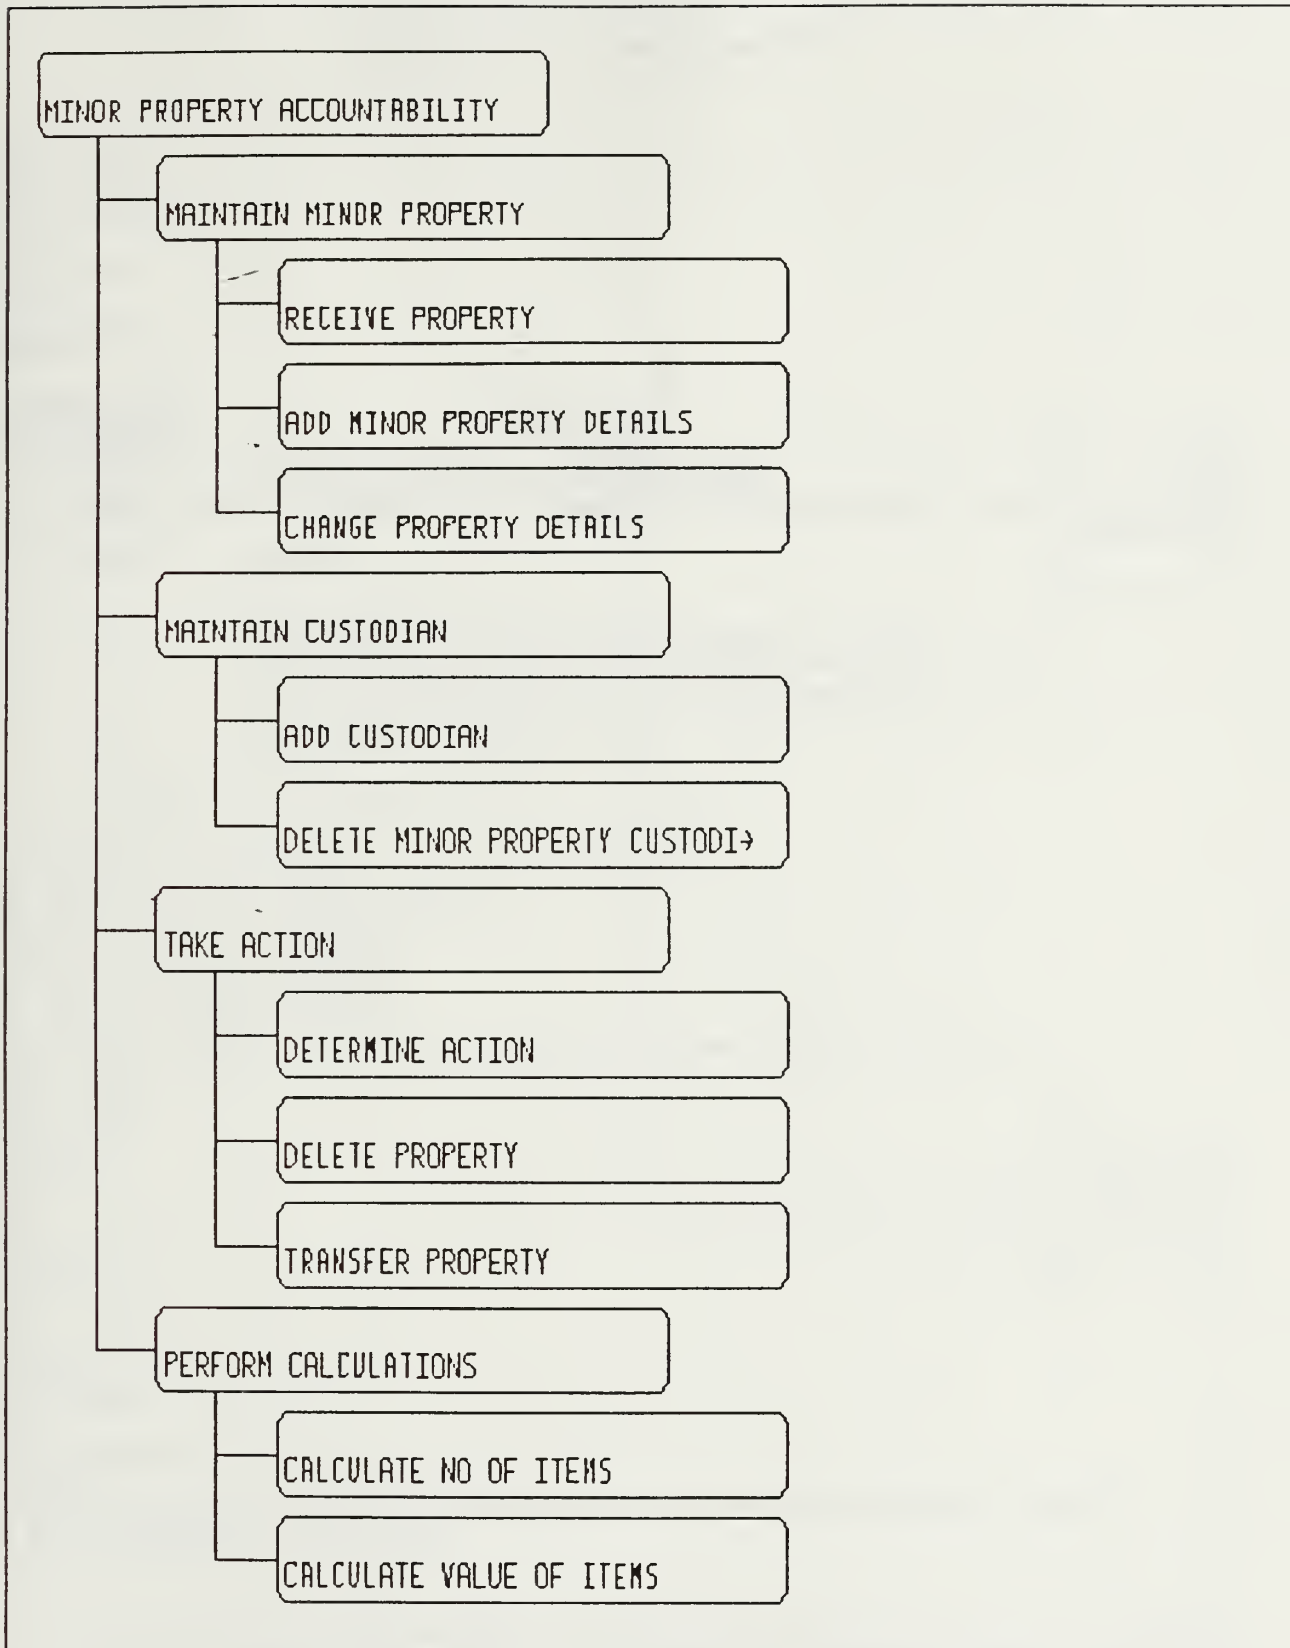 MINOR PROPERTY ACCOUNTABILITY
MAINTAIN MINOR PROPERTY
RECEIVE PROPERTY
ADD MINOR PROPERTY DETAILS
CHANGE PROPERTY DETAILS
MAINTAIN CUSTODIAN
ADD CUSTODIAN
DELETE MINOR PROPERTY CUSTODI→
TAKE ACTION
DETERMINE ACTION
DELETE PROPERTY
TRANSFER PROPERTY
PERFORM CALCULATIONS
CALCULATE NO OF ITEMS
CALCULATE VALUE OF ITEMS